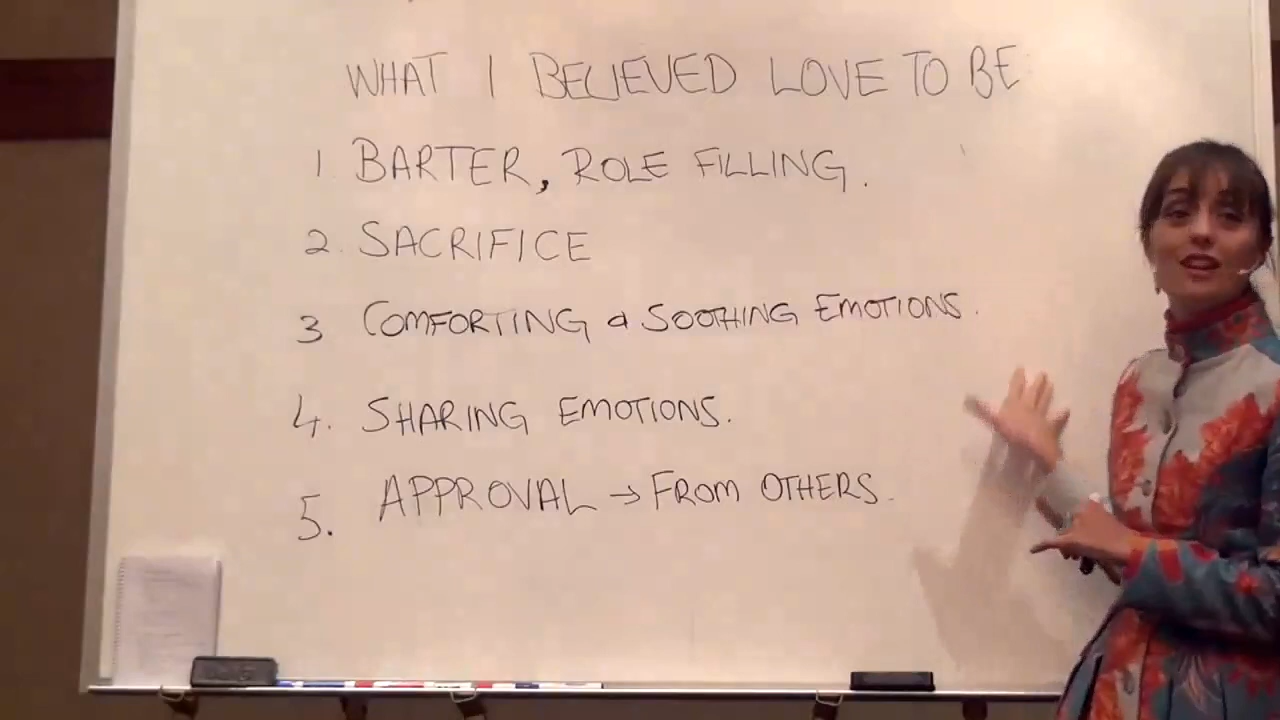 WHAT I BELIEVED LOVE TO BE
1 BARTER, ROLE FILLING.
2. SACRIFICE
3 COMFORTING & SOOTHING EMOTIONS.
4. SHARING EMOTIONS.
5. APPROVAL → FROM OTHERS.